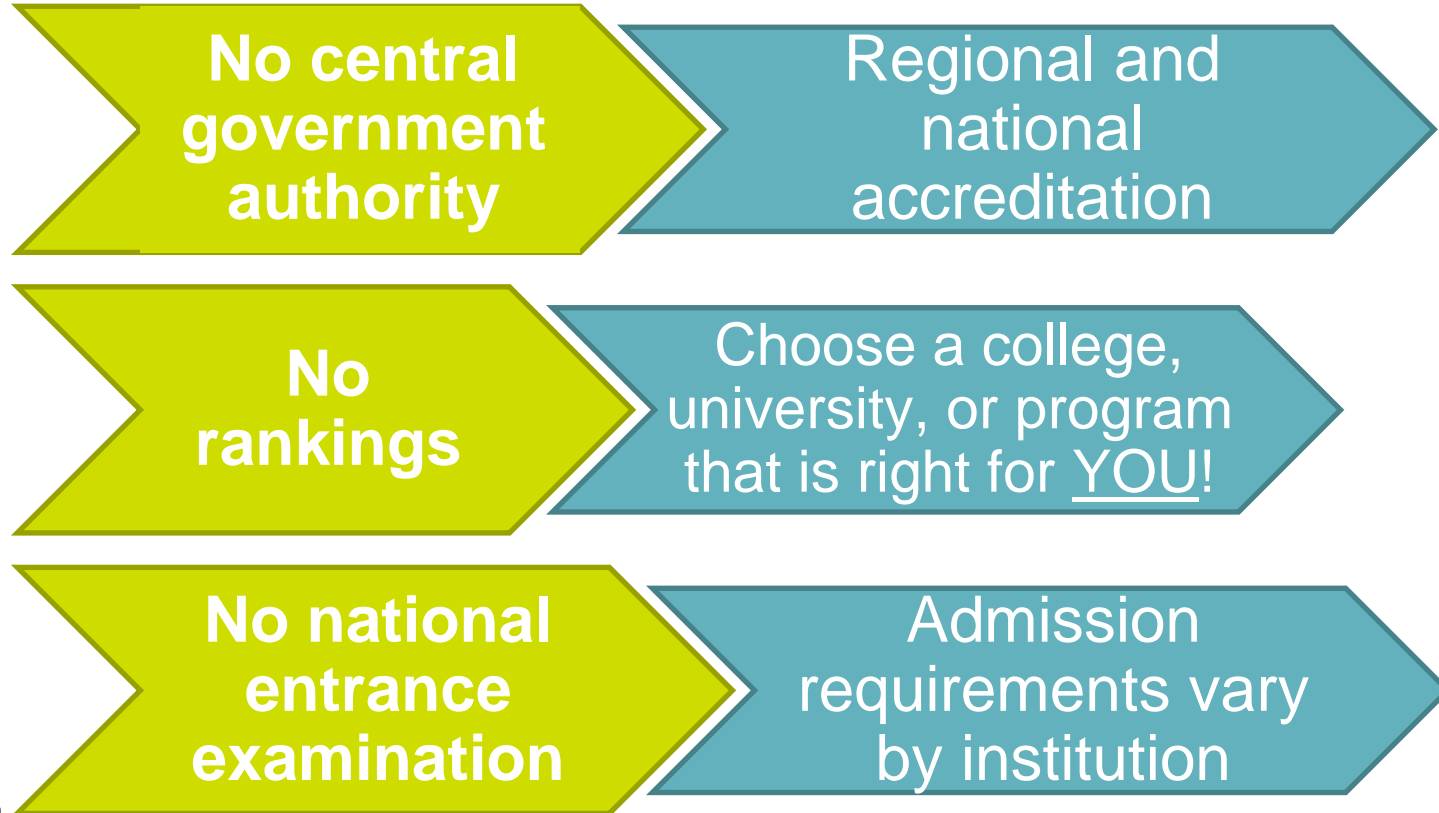 No central
government
authority
Regional and
national
accreditation
No
rankings
Choose a college,
university, or program
that is right for YOU!
No national
entrance
examination
Admission
requirements vary
by institution